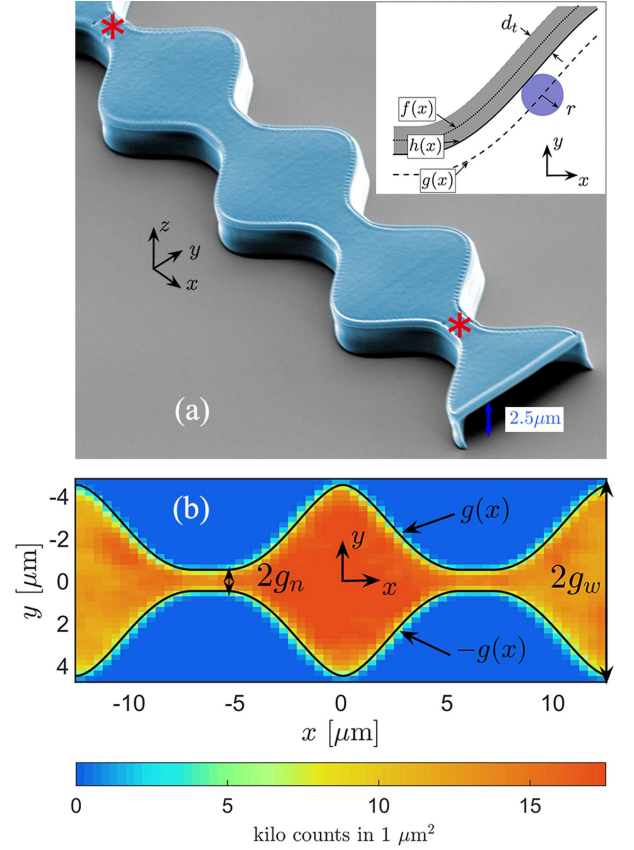 *
d_t
f(x)
r
h(x)
y
g(x)
x
z
y
x
*
(a)
2.5μm
(b)
-4
g(x)
-2
y
0
2g_n
x
2g_w
2
-g(x)
4
y [μm]
-10
-5
0
5
10
x [μm]
0
5
10
15
kilo counts in 1 μm²